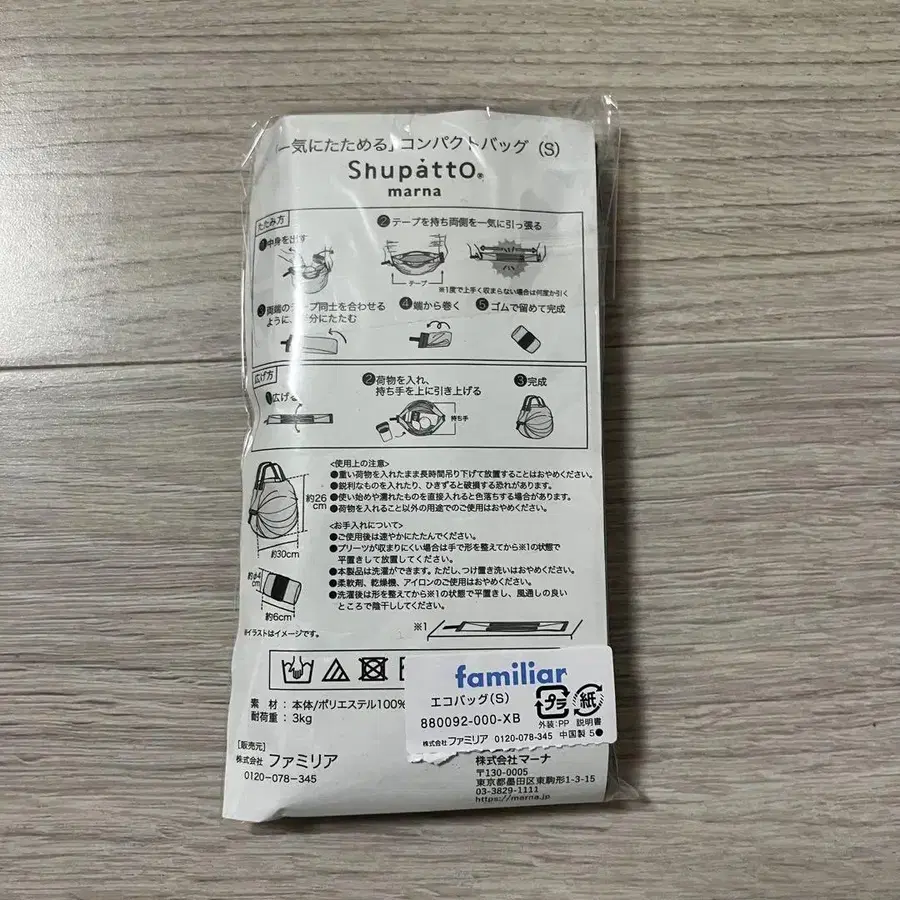 「一気にたためる」コンパクトバッグ (S)
Shupatto®
marna
たたみ方
❶中身を出す
❷テープを持ち両側を一気に引っ張る
テープ
※1度で上手く収まらない場合は何度か引く
❸両端のテープ同士を合わせる
ように、半分にたたむ
❹端から巻く
❺ゴムで留めて完成
広げ方
❶広げる
❷荷物を入れ、
持ち手を上に引き上げる
持ち手
❸完成
約26
cm
約30cm
約φ4
cm
約6cm
※イラストはイメージです。
<使用上の注意>
●重い荷物を入れたまま長時間吊り下げて放置することはおやめください。
●鋭利なものを入れたり、ひきずると破損する恐れがあります。
●使い始めや濡れたものを直接入れると色落ちする場合があります。
●荷物を入れること以外の用途でのご使用はおやめください。
<お手入れについて>
●ご使用後は速やかにたたんでください。
●プリーツが収まりにくい場合は手で形を整えてから※1の状態で
平置きして放置してください。
●本製品は洗濯ができます。ただし、つけ置き洗いはおやめください。
●柔軟剤、乾燥機、アイロンのご使用はおやめください。
●洗濯後は形を整えてから※1の状態で平置きし、風通しの良い
ところで陰干ししてください。
※1
素 材:本体/ポリエステル100%
耐荷重:3kg
[販売元]
株式会社 ファミリア
0120-078-345
familiar
エコバッグ(S)
880092-000-XB
プラ
紙
外装:PP 説明書
株式会社 ファミリア 0120-078-345 中国製 5●
株式会社マーナ
〒130-0005
東京都墨田区東駒形1-3-15
03-3829-1111
https://marna.jp